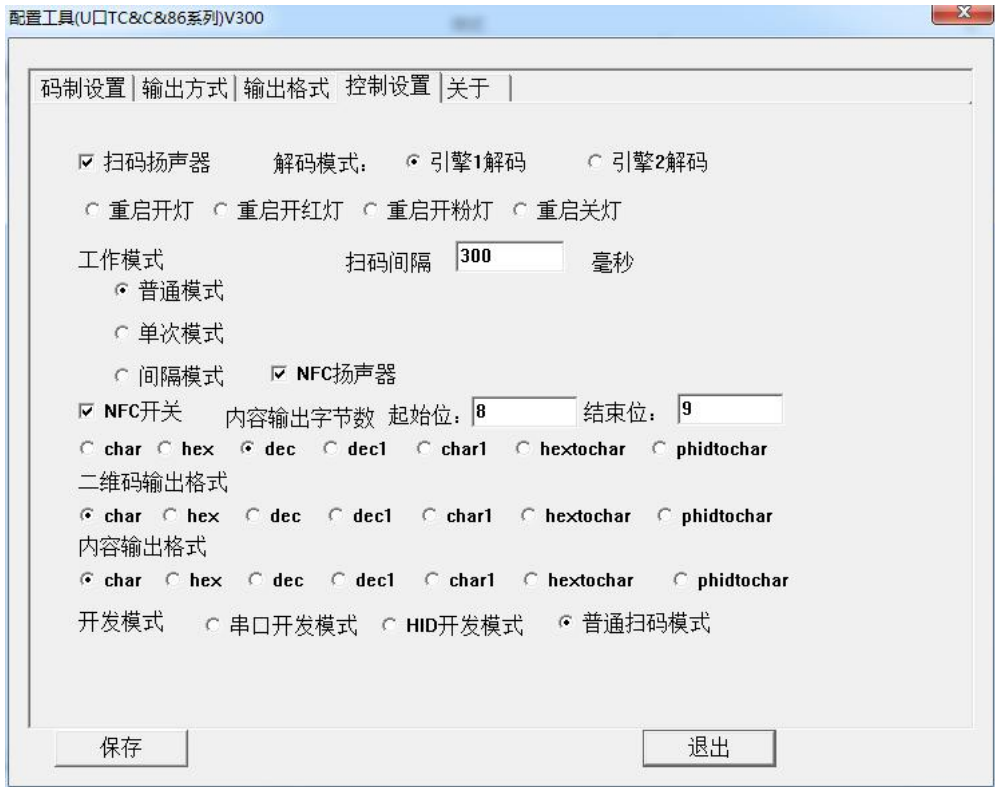 配置工具(U口TC&C&86系列)V300
码制设置 输出方式 输出格式 控制设置 关于
扫码扬声器 解码模式： 引擎1解码 引擎2解码
重启开灯 重启开红灯 重启开粉灯 重启关灯
工作模式 扫码间隔 300 毫秒
普通模式
单次模式
间隔模式 NFC扬声器
NFC开关 内容输出字节数 起始位： 8 结束位： 9
char hex dec dec1 char1 hextochar phidtochar
二维码输出格式
char hex dec dec1 char1 hextochar phidtochar
内容输出格式
char hex dec dec1 char1 hextochar phidtochar
开发模式 串口开发模式 HID开发模式 普通扫码模式
保存 退出